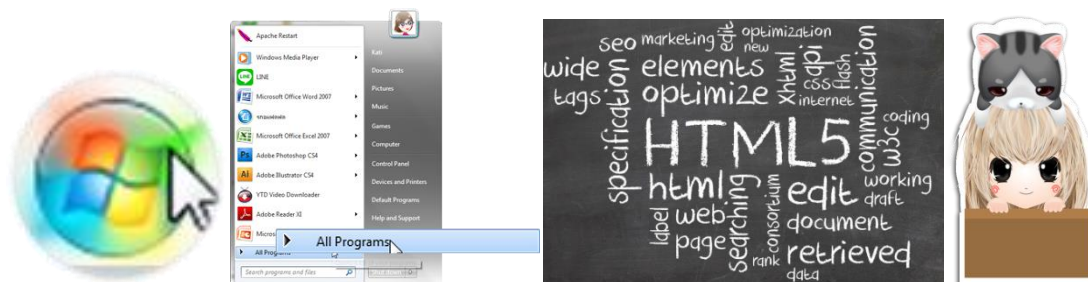 Apache Restart
Windows Media Player
LINE
Microsoft Office Word 2007
Microsoft Office Excel 2007
Adobe Photoshop CS4
Adobe Illustrator CS4
YTD Video Downloader
Adobe Reader XI
All Programs
All Programs
Search programs and files
Kati
Documents
Pictures
Music
Games
Computer
Control Panel
Devices and Printers
Default Programs
Help and Support
Shut down
seo marketing edit optimization
new
wide elements
tags optimize
specification
xhtml
css api flash
internet
communication
HTML5
w3c coding
html edit working
draft
label web searching consortium document
page
rank retrieved
data